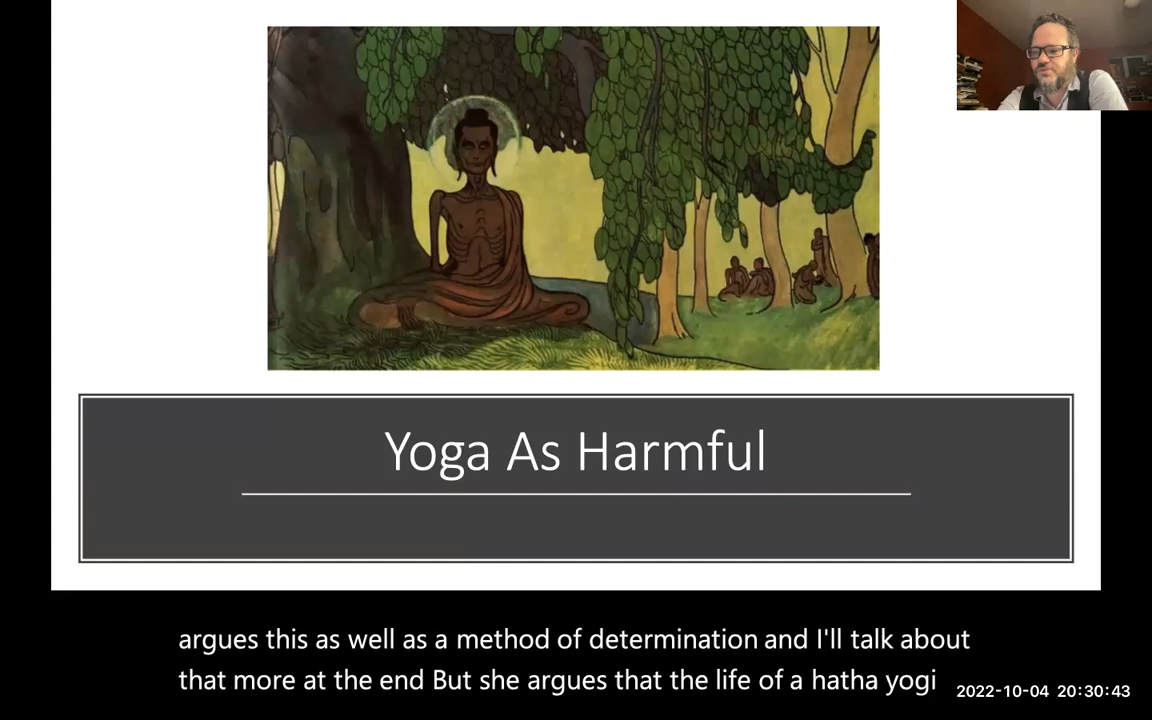 Yoga As Harmful
argues this as well as a method of determination and I'll talk about
that more at the end But she argues that the life of a hatha yogi
2022-10-04 20:30:43